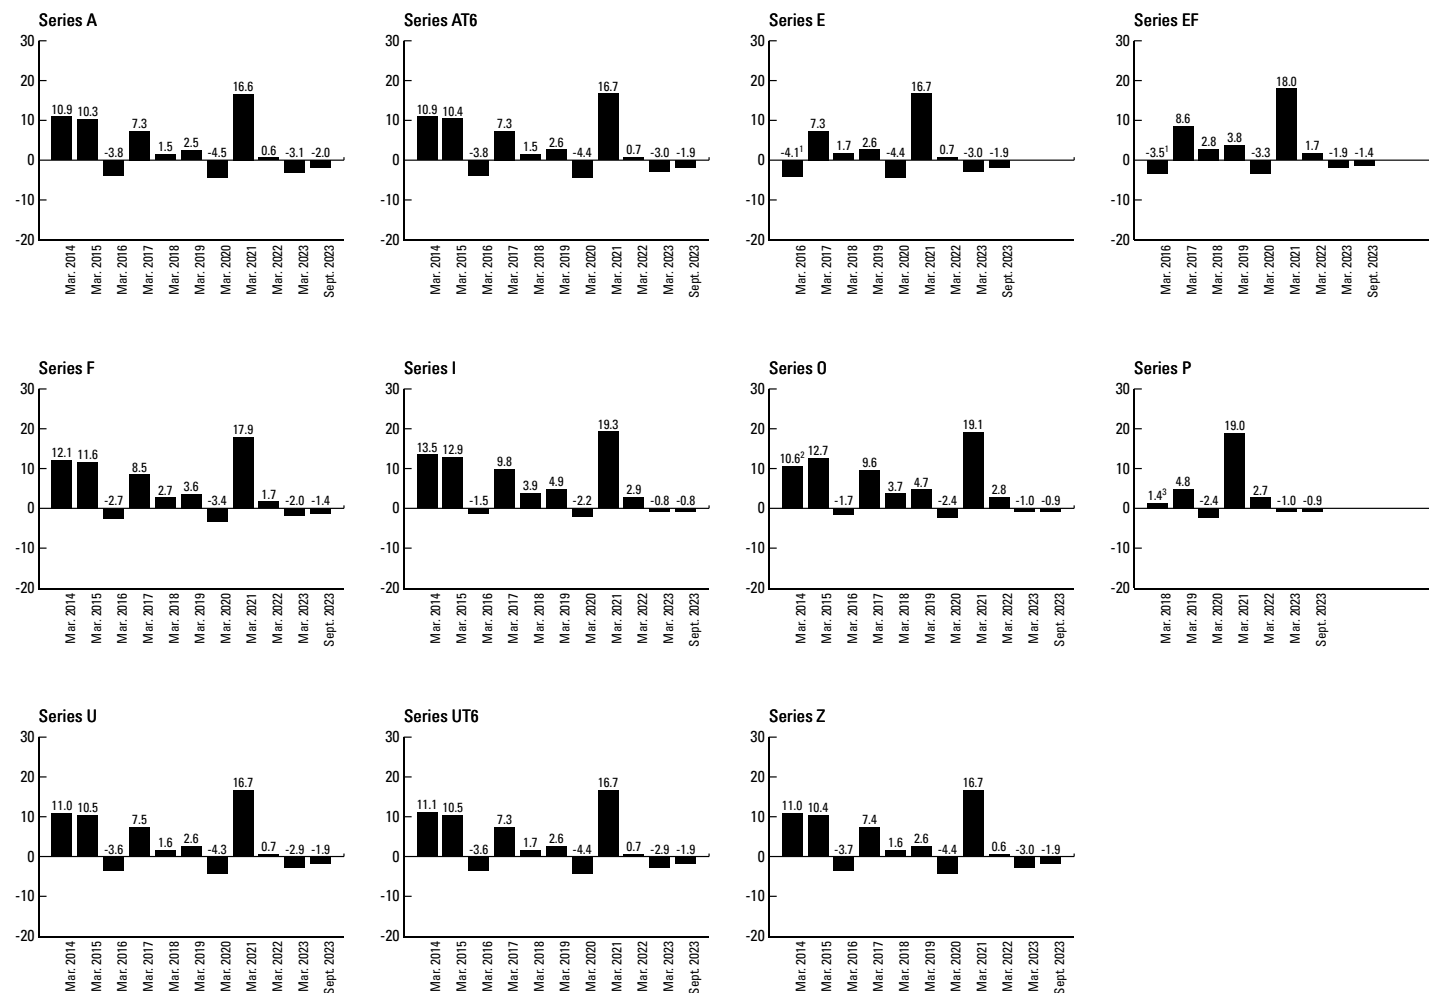 Series A
30
20
10
0
-10
-20
10.9 10.3 -3.8 7.3 1.5 2.5 -4.5 16.6 0.6 -3.1 -2.0
Mar. 2014 Mar. 2015 Mar. 2016 Mar. 2017 Mar. 2018 Mar. 2019 Mar. 2020 Mar. 2021 Mar. 2022 Mar. 2023 Sept. 2023
Series AT6
30
20
10
0
-10
-20
10.9 10.4 -3.8 7.3 1.5 2.6 -4.4 16.7 0.7 -3.0 -1.9
Mar. 2014 Mar. 2015 Mar. 2016 Mar. 2017 Mar. 2018 Mar. 2019 Mar. 2020 Mar. 2021 Mar. 2022 Mar. 2023 Sept. 2023
Series E
30
20
10
0
-10
-20
-4.1¹ 7.3 1.7 2.6 -4.4 16.7 0.7 -3.0 -1.9
Mar. 2016 Mar. 2017 Mar. 2018 Mar. 2019 Mar. 2020 Mar. 2021 Mar. 2022 Mar. 2023 Sept. 2023
Series EF
30
20
10
0
-10
-20
-3.5¹ 8.6 2.8 3.8 -3.3 18.0 1.7 -1.9 -1.4
Mar. 2016 Mar. 2017 Mar. 2018 Mar. 2019 Mar. 2020 Mar. 2021 Mar. 2022 Mar. 2023 Sept. 2023
Series F
30
20
10
0
-10
-20
12.1 11.6 -2.7 8.5 2.7 3.6 -3.4 17.9 1.7 -2.0 -1.4
Mar. 2014 Mar. 2015 Mar. 2016 Mar. 2017 Mar. 2018 Mar. 2019 Mar. 2020 Mar. 2021 Mar. 2022 Mar. 2023 Sept. 2023
Series I
30
20
10
0
-10
-20
13.5 12.9 -1.5 9.8 3.9 4.9 -2.2 19.3 2.9 -0.8 -0.8
Mar. 2014 Mar. 2015 Mar. 2016 Mar. 2017 Mar. 2018 Mar. 2019 Mar. 2020 Mar. 2021 Mar. 2022 Mar. 2023 Sept. 2023
Series O
30
20
10
0
-10
-20
10.6² 12.7 -1.7 9.6 3.7 4.7 -2.4 19.1 2.8 -1.0 -0.9
Mar. 2014 Mar. 2015 Mar. 2016 Mar. 2017 Mar. 2018 Mar. 2019 Mar. 2020 Mar. 2021 Mar. 2022 Mar. 2023 Sept. 2023
Series P
30
20
10
0
-10
-20
1.4³ 4.8 -2.4 19.0 2.7 -1.0 -0.9
Mar. 2018 Mar. 2019 Mar. 2020 Mar. 2021 Mar. 2022 Mar. 2023 Sept. 2023
Series U
30
20
10
0
-10
-20
11.0 10.5 -3.6 7.5 1.6 2.6 -4.3 16.7 0.7 -2.9 -1.9
Mar. 2014 Mar. 2015 Mar. 2016 Mar. 2017 Mar. 2018 Mar. 2019 Mar. 2020 Mar. 2021 Mar. 2022 Mar. 2023 Sept. 2023
Series UT6
30
20
10
0
-10
-20
11.1 10.5 -3.6 7.3 1.7 2.6 -4.4 16.7 0.7 -2.9 -1.9
Mar. 2014 Mar. 2015 Mar. 2016 Mar. 2017 Mar. 2018 Mar. 2019 Mar. 2020 Mar. 2021 Mar. 2022 Mar. 2023 Sept. 2023
Series Z
30
20
10
0
-10
-20
11.0 10.4 -3.7 7.4 1.6 2.6 -4.4 16.7 0.6 -3.0 -1.9
Mar. 2014 Mar. 2015 Mar. 2016 Mar. 2017 Mar. 2018 Mar. 2019 Mar. 2020 Mar. 2021 Mar. 2022 Mar. 2023 Sept. 2023